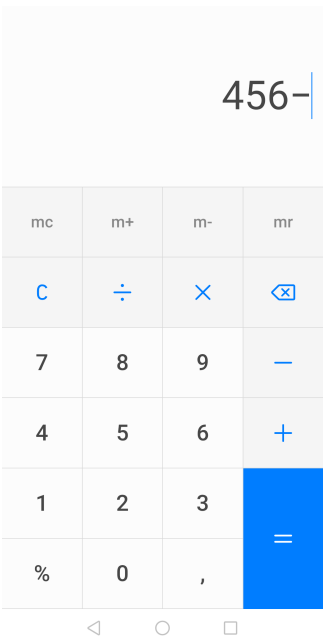 456−
mc m+ m- mr
C ÷ ×
7 8 9 −
4 5 6 +
1 2 3
=
% 0 ,